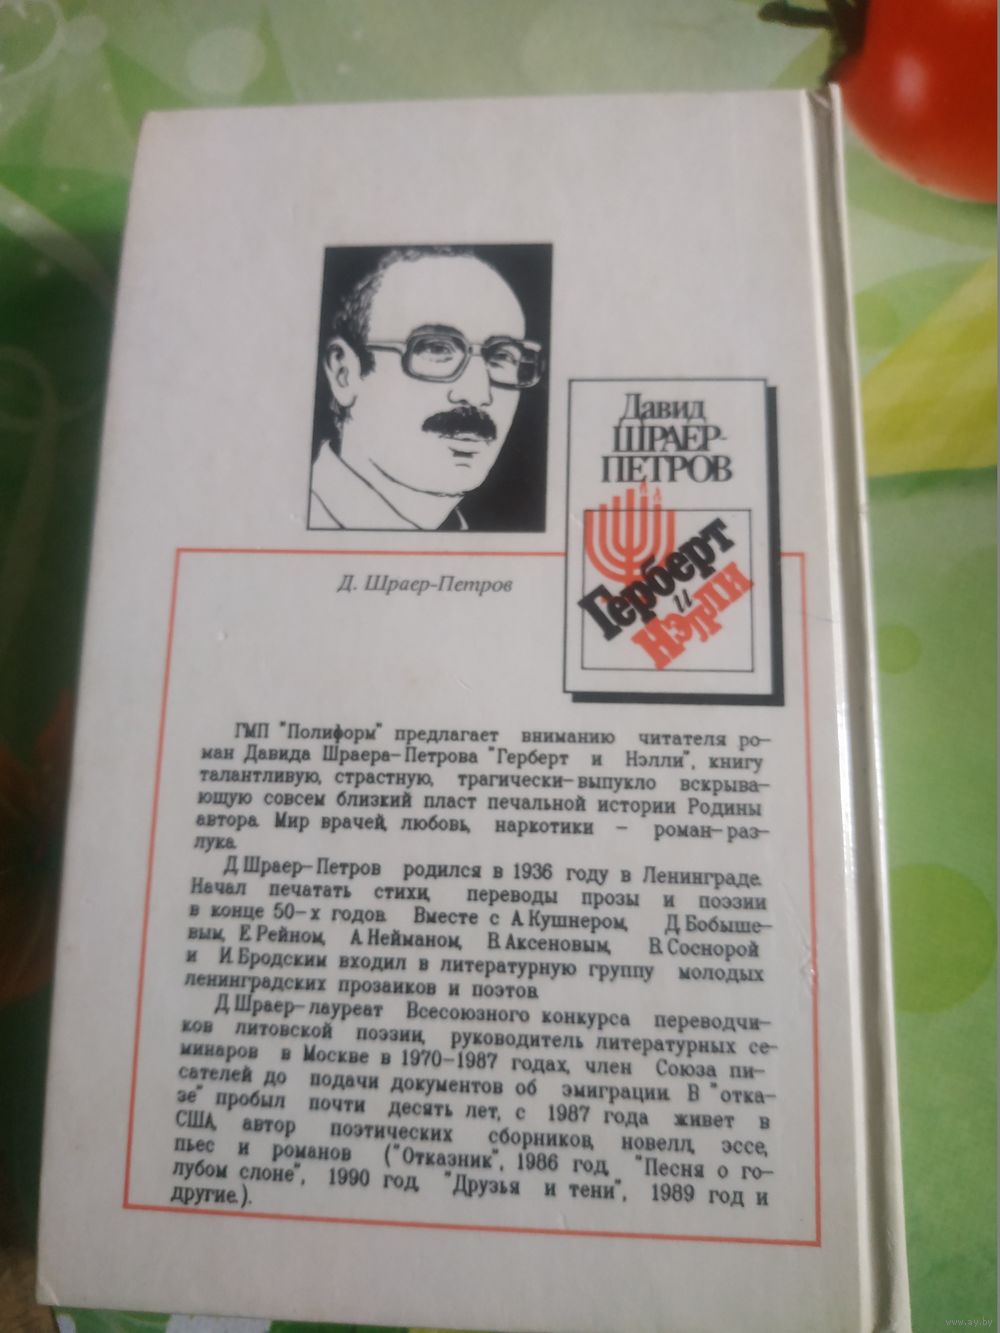 Давид
ШРАЕР-
ПЕТРОВ
Герберт
и
Нэлли
Д. Шраер-Петров
ГМП "Полиформ" предлагает вниманию читателя ро-
ман Давида Шраера-Петрова "Герберт и Нэлли", книгу
талантливую, страстную, трагически-выпукло вскрыва-
ющую совсем близкий пласт печальной истории Родины
автора. Мир врачей, любовь, наркотики - роман-раз-
лука.
Д. Шраер-Петров родился в 1936 году в Ленинграде.
Начал печатать стихи, переводы прозы и поэзии
в конце 50-х годов. Вместе с А. Кушнером, Д. Бобыше-
вым, Е. Рейном, А. Нейманом, В. Аксеновым, В. Соснорой
и И. Бродским входил в литературную группу молодых
ленинградских прозаиков и поэтов.
Д. Шраер-лауреат Всесоюзного конкурса переводчи-
ков литовской поэзии, руководитель литературных се-
минаров в Москве в 1970-1987 годах, член Союза пи-
сателей до подачи документов об эмиграции. В "отка-
зе" пробыл почти десять лет, с 1987 года живет в
США, автор поэтических сборников, новелл, эссе,
пьес и романов ("Отказник", 1986 год, "Песня о го-
лубом слоне", 1990 год, "Друзья и тени", 1989 год и
другие.).
www.ay.by